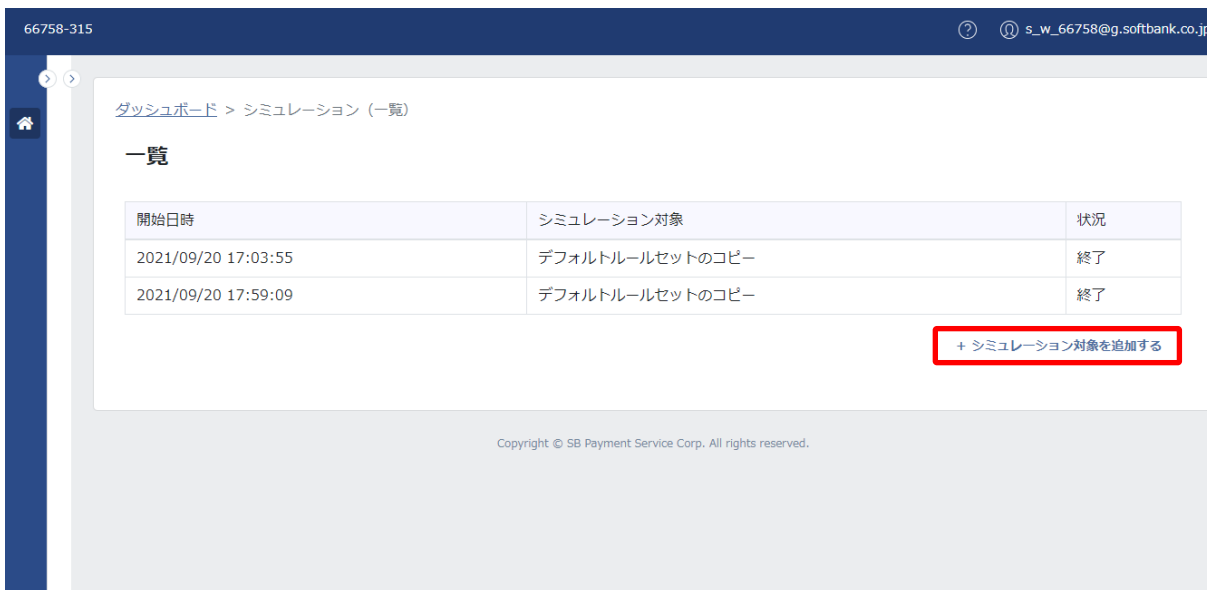 66758-315
s_w_66758@g.softbank.co.jp
ダッシュボード > シミュレーション（一覧）
一覧
開始日時 シミュレーション対象 状況
2021/09/20 17:03:55 デフォルトルールセットのコピー 終了
2021/09/20 17:59:09 デフォルトルールセットのコピー 終了
+ シミュレーション対象を追加する
Copyright © SB Payment Service Corp. All rights reserved.